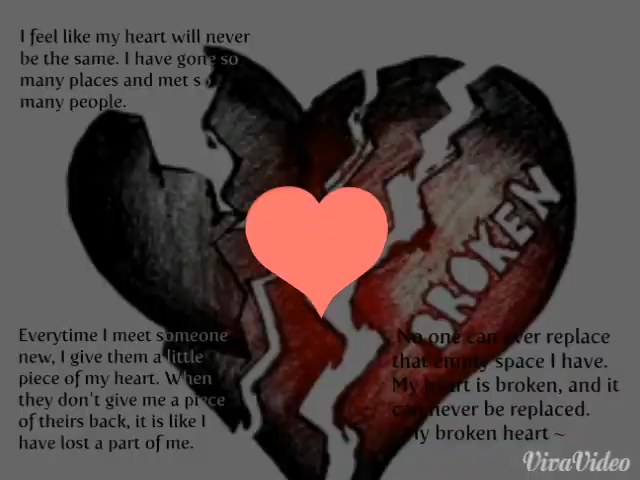 I feel like my heart will never
be the same. I have gone so
many places and met s
many people.
BROKEN
Everytime I meet someone
new, I give them a little
piece of my heart. When
they don't give me a piece
of theirs back, it is like I
have lost a part of me.
No one can ever replace
that empty space I have.
My heart is broken, and it
can never be replaced.
My broken heart ~
VivaVideo